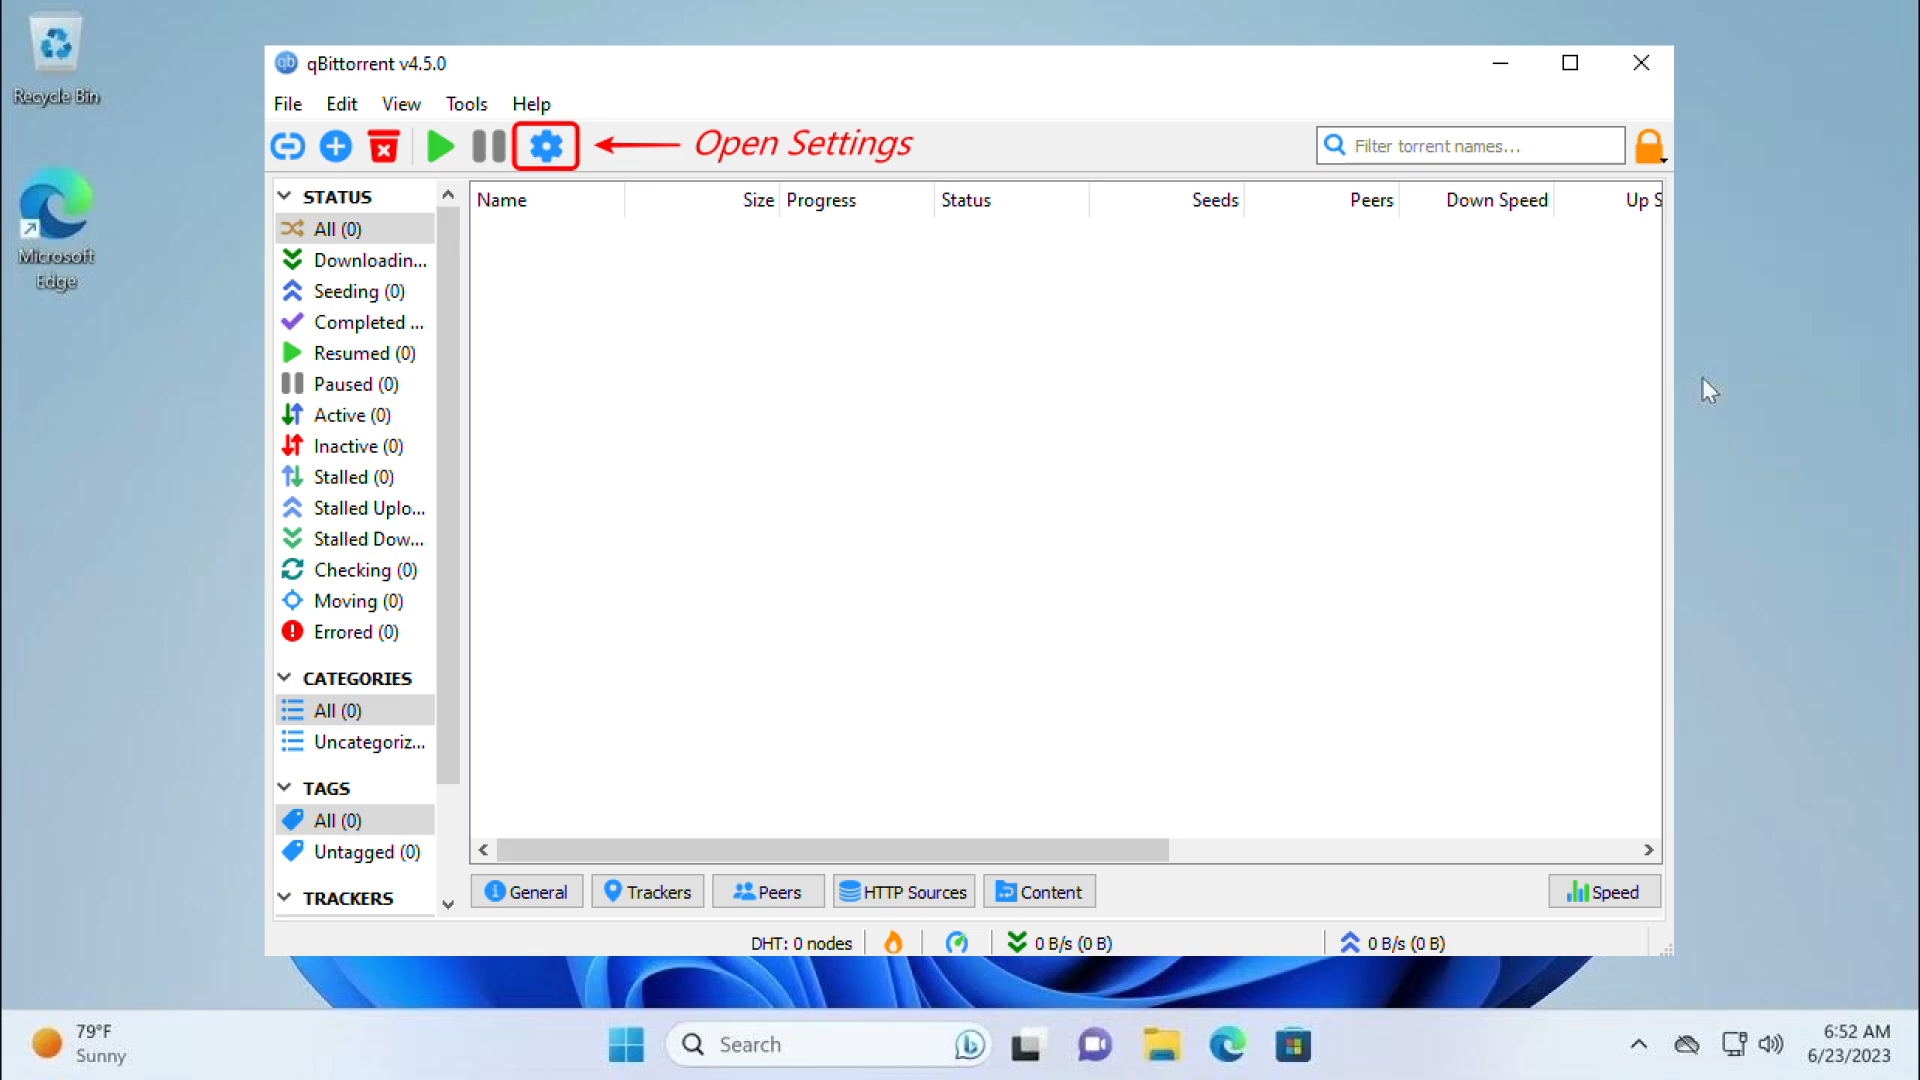 Recycle Bin
Microsoft
Edge
qb
qBittorrent v4.5.0
File Edit View Tools Help
Open Settings
Filter torrent names...
STATUS
All (0)
Downloadin...
Seeding (0)
Completed ...
Resumed (0)
Paused (0)
Active (0)
Inactive (0)
Stalled (0)
Stalled Uplo...
Stalled Dow...
Checking (0)
Moving (0)
Errored (0)
CATEGORIES
All (0)
Uncategoriz...
TAGS
All (0)
Untagged (0)
TRACKERS
Name Size Progress Status Seeds Peers Down Speed Up S
General Trackers Peers HTTP Sources Content Speed
DHT: 0 nodes 0 B/s (0 B) 0 B/s (0 B)
79°F
Sunny
Search
6:52 AM
6/23/2023